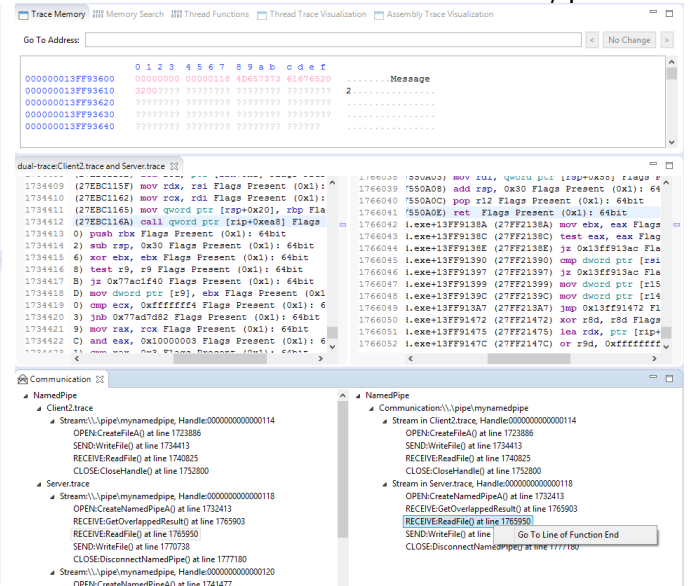 Trace Memory Memory Search Thread Functions Thread Trace Visualization Assembly Trace Visualization
Go To Address: < No Change >
0 1 2 3 4 5 6 7 8 9 a b c d e f
000000013FF93600 00000000 00000118 4D657373 61676520 ........Message
000000013FF93610 3200???? ???????? ???????? ???????? 2..............
000000013FF93620 ???????? ???????? ???????? ??????
000000013FF93630 ???????? ???????? ???????? ??????
000000013FF93640 ???????? ???????? ???????? ??????
dual-trace:Client2.trace and Server.trace
1734409 (27EBC115F) mov rdx, rsi Flags Present (0x1):
1734410 (27EBC1162) mov rcx, rdi Flags Present (0x1):
1734411 (27EBC1165) mov qword ptr [rsp+0x20], rbp Fla
1734412 (27EBC116A) call qword ptr [rip+0xea8] Flags
1734413 0) push rbx Flags Present (0x1): 64bit
1734414 2) sub rsp, 0x30 Flags Present (0x1): 64bit
1734415 6) xor ebx, ebx Flags Present (0x1): 64bit
1734416 8) test r9, r9 Flags Present (0x1): 64bit
1734417 B) jz 0x77ac1f40 Flags Present (0x1): 64bit
1734418 D) mov dword ptr [r9], ebx Flags Present (0x1
1734419 0) cmp ecx, 0xfffffff4 Flags Present (0x1): 6
1734420 3) jnb 0x77ad7d82 Flags Present (0x1): 64bit
1734421 9) mov rax, rcx Flags Present (0x1): 64bit
1734422 C) and eax, 0x10000003 Flags Present (0x1): 6
1766038 '550A03) mov rdi, qword ptr [rsp+0x58] Flags P
1766039 '550A08) add rsp, 0x30 Flags Present (0x1): 64
1766040 '550A0C) pop r12 Flags Present (0x1): 64bit
1766041 '550A0E) ret Flags Present (0x1): 64bit
1766042 i.exe+13FF9138A (27FF2138A) mov ebx, eax Flags
1766043 i.exe+13FF9138C (27FF2138C) test eax, eax Flag
1766044 i.exe+13FF9138E (27FF2138E) jz 0x13ff913ac Fla
1766045 i.exe+13FF91390 (27FF21390) cmp dword ptr [rsi
1766046 i.exe+13FF91397 (27FF21397) jz 0x13ff913ac Fla
1766047 i.exe+13FF91399 (27FF21399) mov dword ptr [r15
1766048 i.exe+13FF9139C (27FF2139C) mov dword ptr [r14
1766049 i.exe+13FF913A7 (27FF213A7) jmp 0x13ff91472 Fl
1766050 i.exe+13FF91472 (27FF21472) xor r8d, r8d Flags
1766051 i.exe+13FF91475 (27FF21475) lea rdx, ptr [rip+
1766052 i.exe+13FF9147C (27FF2147C) or r9d, 0xffffffff
Communication
NamedPipe
Client2.trace
Stream:\\.\pipe\mynamedpipe, Handle:0000000000000114
OPEN:CreateFileA() at line 1723886
SEND:WriteFile() at line 1734413
RECEIVE:ReadFile() at line 1740825
CLOSE:CloseHandle() at line 1752800
Server.trace
Stream:\\.\pipe\mynamedpipe, Handle:0000000000000118
OPEN:CreateNamedPipeA() at line 1732413
RECEIVE:GetOverlappedResult() at line 1765903
RECEIVE:ReadFile() at line 1765950
SEND:WriteFile() at line 1770738
CLOSE:DisconnectNamedPipe() at line 1777180
Stream:\\.\pipe\mynamedpipe, Handle:0000000000000120
OPEN:CreateNamedPipeA() at line 1741477
NamedPipe
Communication:\\.\pipe\mynamedpipe
Stream in Client2.trace, Handle:0000000000000114
OPEN:CreateFileA() at line 1723886
SEND:WriteFile() at line 1734413
RECEIVE:ReadFile() at line 1740825
CLOSE:CloseHandle() at line 1752800
Stream in Server.trace, Handle:0000000000000118
OPEN:CreateNamedPipeA() at line 1732413
RECEIVE:GetOverlappedResult() at line 1765903
RECEIVE:ReadFile() at line 1765950
SEND:WriteFile() at line
Go To Line of Function End
CLOSE:DisconnectNamedPipe() at line 1777180